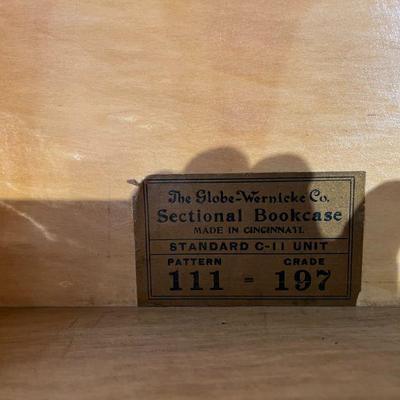 The Globe-Wernicke Co.
Sectional Bookcase
MADE IN CINCINNATI.
STANDARD C-11 UNIT
PATTERN GRADE
111 - 197